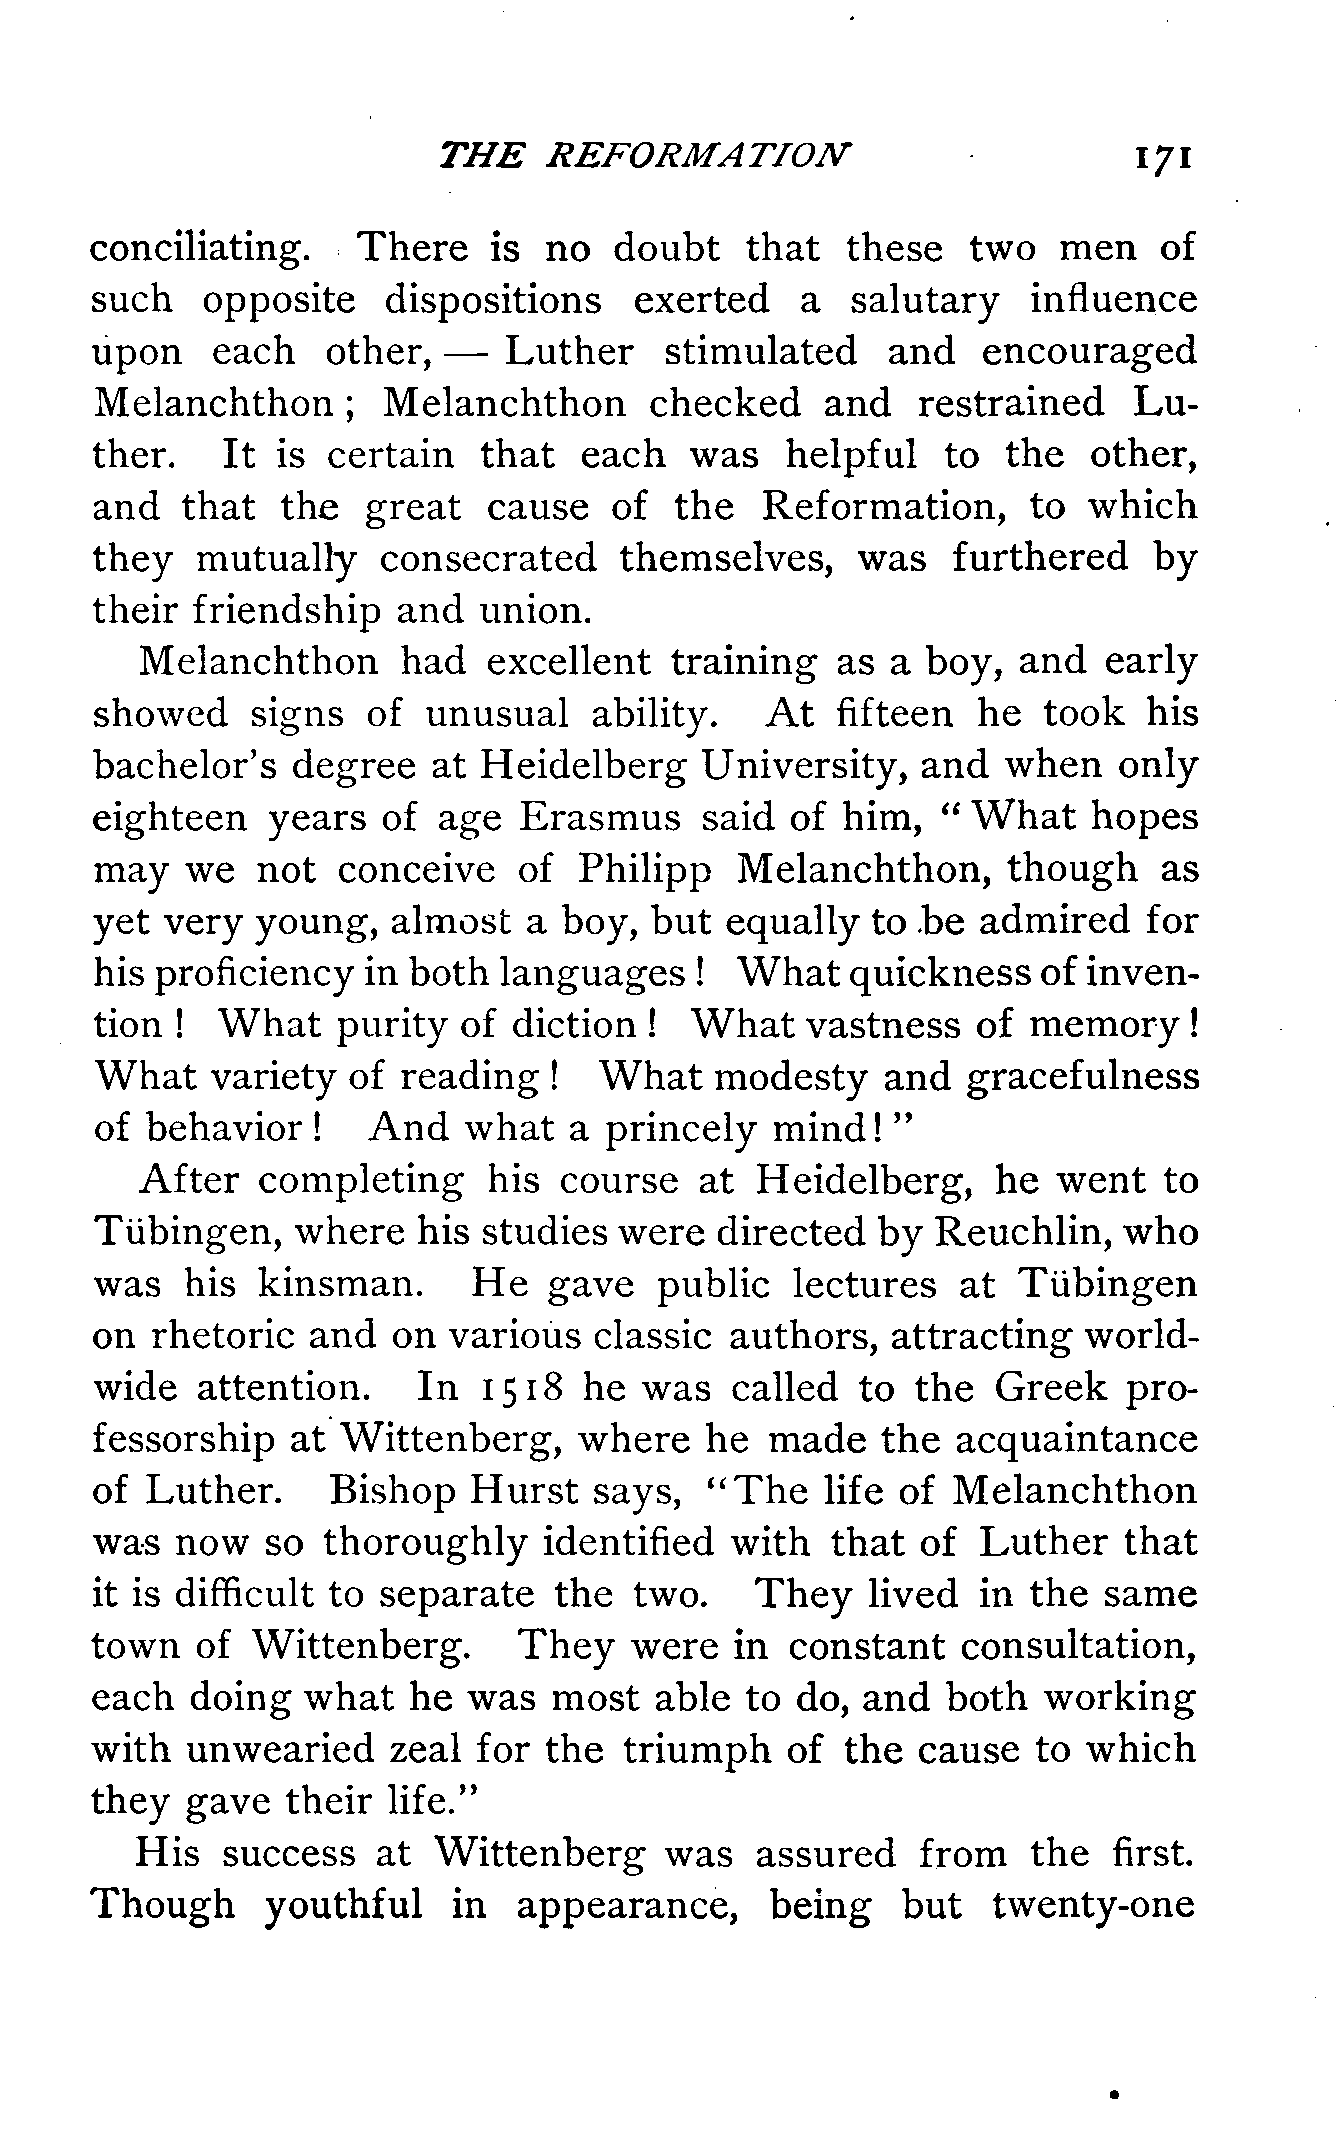 THE REFORMATION 171
conciliating. There is no doubt that these two men of
such opposite dispositions exerted a salutary influence
upon each other, — Luther stimulated and encouraged
Melanchthon ; Melanchthon checked and restrained Lu-
ther. It is certain that each was helpful to the other,
and that the great cause of the Reformation, to which
they mutually consecrated themselves, was furthered by
their friendship and union.
Melanchthon had excellent training as a boy, and early
showed signs of unusual ability. At fifteen he took his
bachelor's degree at Heidelberg University, and when only
eighteen years of age Erasmus said of him, “ What hopes
may we not conceive of Philipp Melanchthon, though as
yet very young, almost a boy, but equally to be admired for
his proficiency in both languages ! What quickness of inven-
tion ! What purity of diction ! What vastness of memory !
What variety of reading ! What modesty and gracefulness
of behavior ! And what a princely mind! ”
After completing his course at Heidelberg, he went to
Tübingen, where his studies were directed by Reuchlin, who
was his kinsman. He gave public lectures at Tübingen
on rhetoric and on various classic authors, attracting world-
wide attention. In 1518 he was called to the Greek pro-
fessorship at Wittenberg, where he made the acquaintance
of Luther. Bishop Hurst says, “The life of Melanchthon
was now so thoroughly identified with that of Luther that
it is difficult to separate the two. They lived in the same
town of Wittenberg. They were in constant consultation,
each doing what he was most able to do, and both working
with unwearied zeal for the triumph of the cause to which
they gave their life.”
His success at Wittenberg was assured from the first.
Though youthful in appearance, being but twenty-one